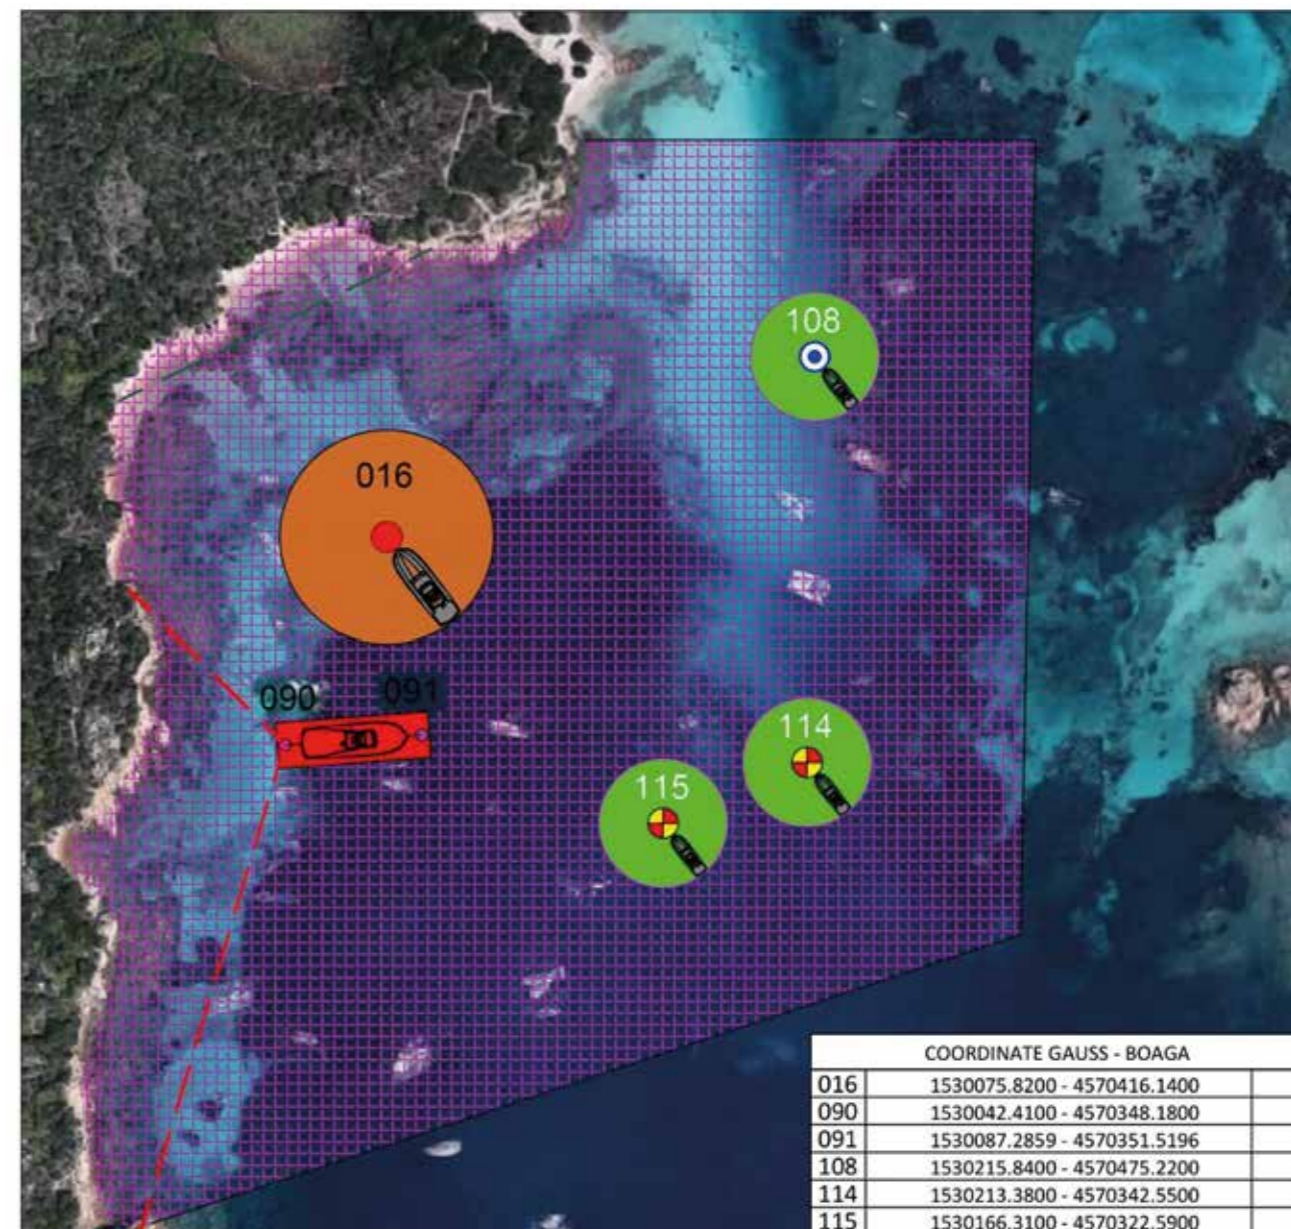 108
016
090 091
114
115
COORDINATE GAUSS - BOAGA
016 1530075.8200 - 4570416.1400
090 1530042.4100 - 4570348.1800
091 1530087.2859 - 4570351.5196
108 1530215.8400 - 4570475.2200
114 1530213.3800 - 4570342.5500
115 1530166.3100 - 4570322.5900